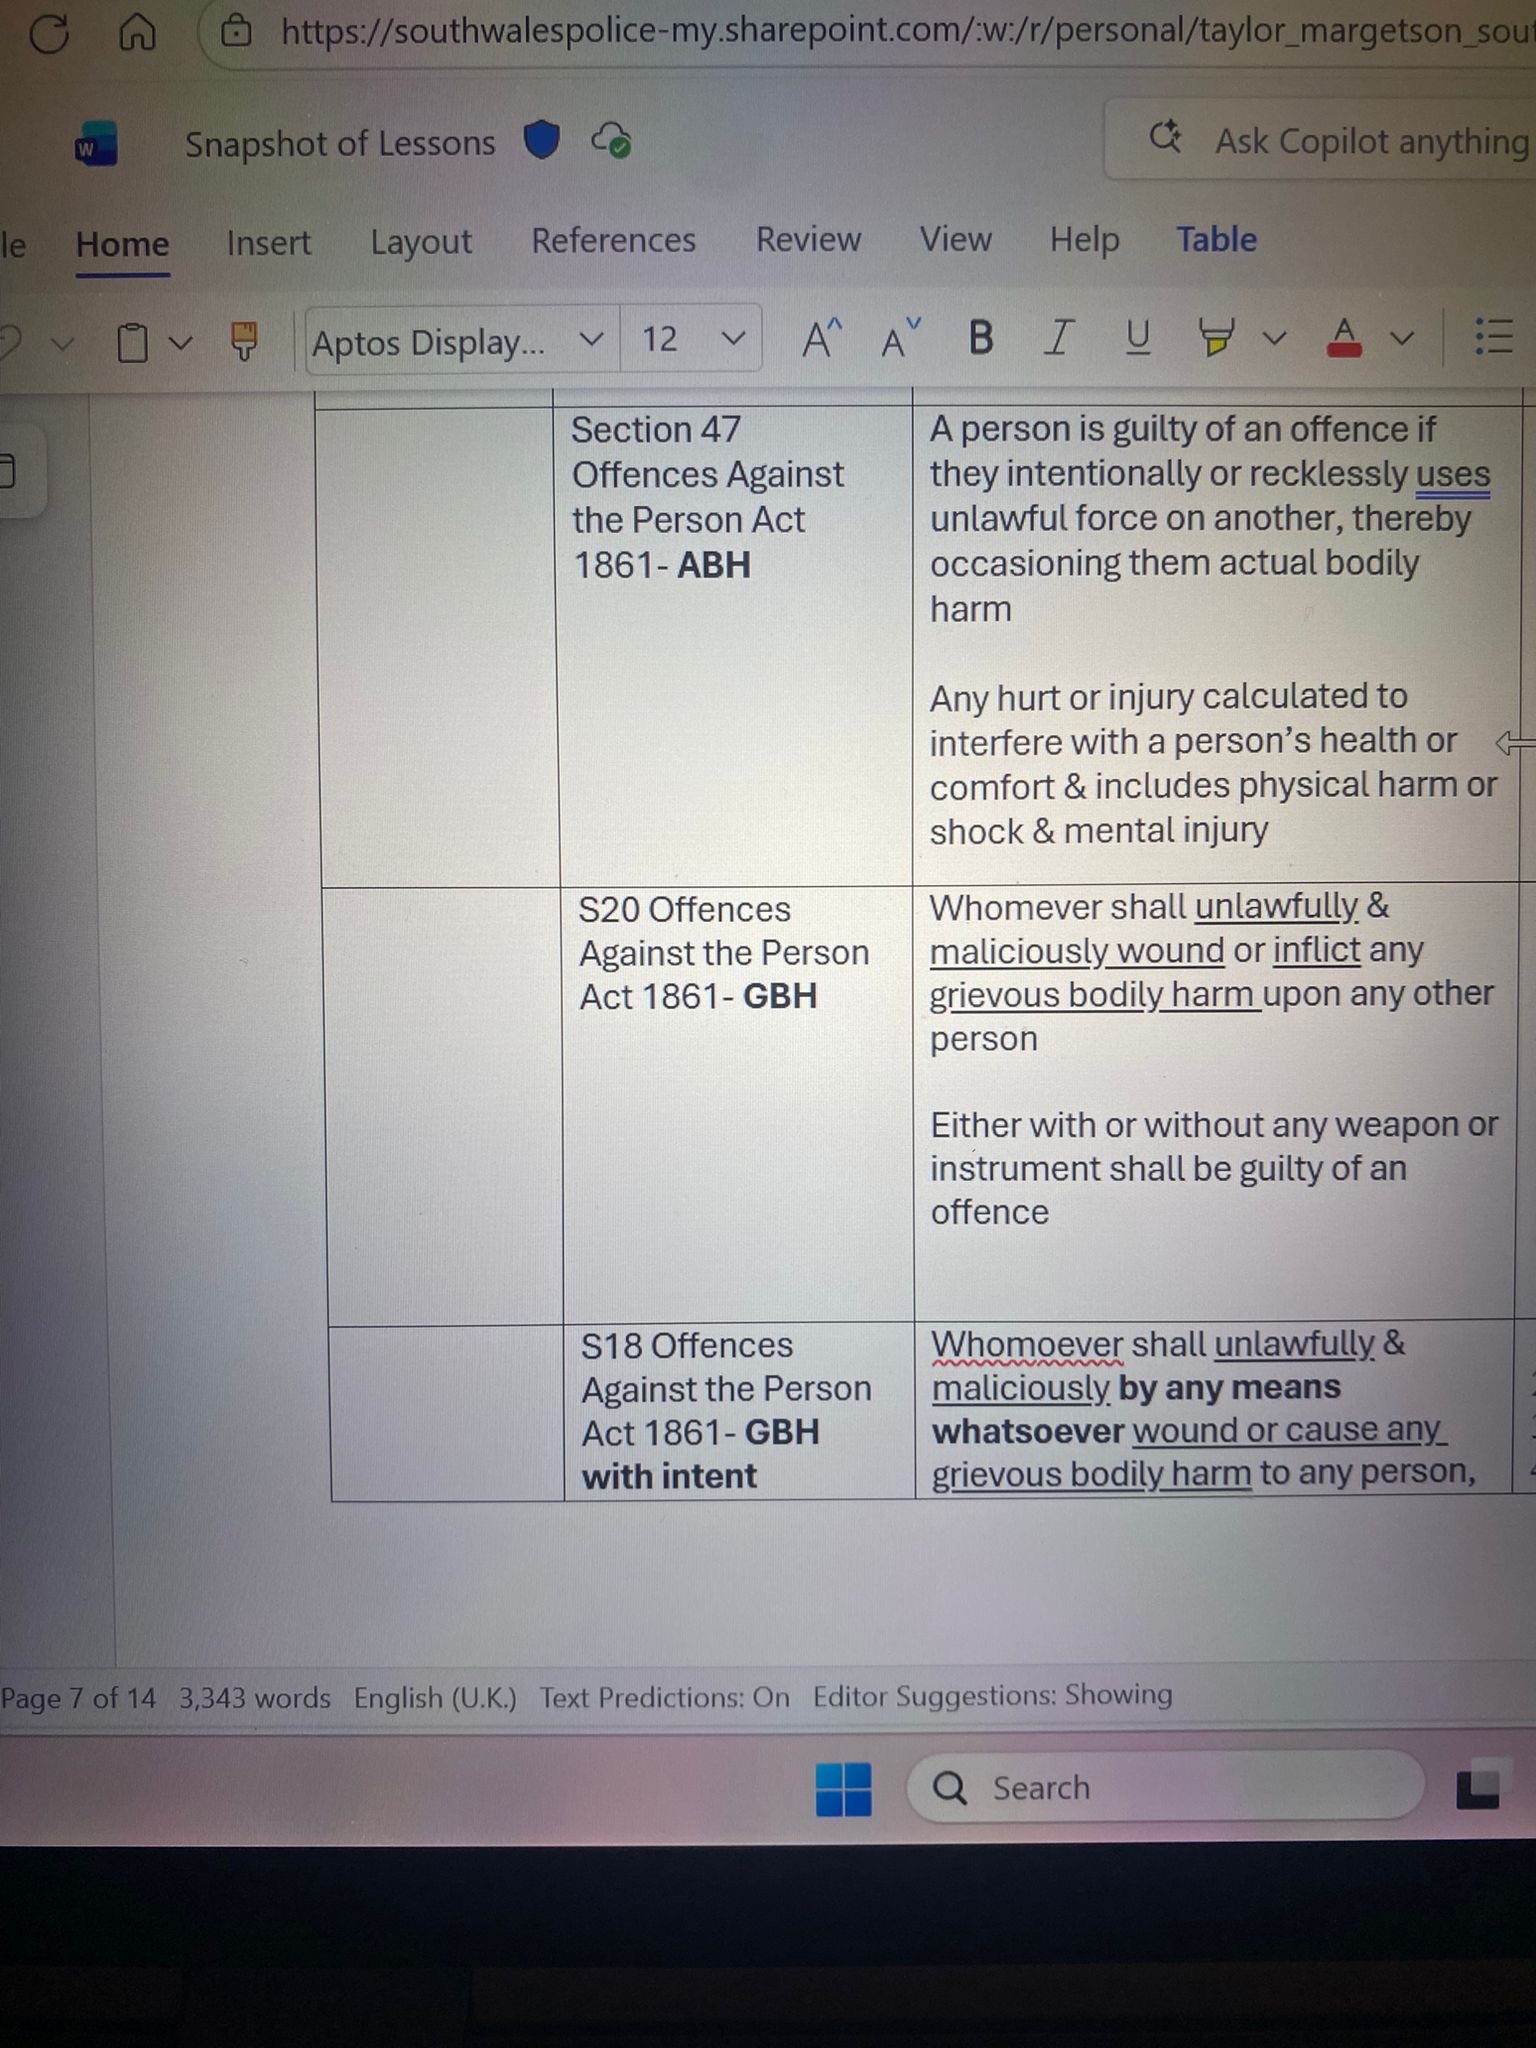 https://southwalespolice-my.sharepoint.com/:w:/r/personal/taylor_margetson_sou
W
Snapshot of Lessons
Ask Copilot anything
le Home Insert Layout References Review View Help Table
Aptos Display... 12 A A B I U A
Section 47
Offences Against
the Person Act
1861- ABH
A person is guilty of an offence if
they intentionally or recklessly uses
unlawful force on another, thereby
occasioning them actual bodily
harm
Any hurt or injury calculated to
interfere with a person's health or
comfort & includes physical harm or
shock & mental injury
S20 Offences
Against the Person
Act 1861- GBH
Whomever shall unlawfully &
maliciously wound or inflict any
grievous bodily harm upon any other
person
Either with or without any weapon or
instrument shall be guilty of an
offence
S18 Offences
Against the Person
Act 1861- GBH
with intent
Whomoever shall unlawfully &
maliciously by any means
whatsoever wound or cause any
grievous bodily harm to any person,
Page 7 of 14 3,343 words English (U.K.) Text Predictions: On Editor Suggestions: Showing
Search